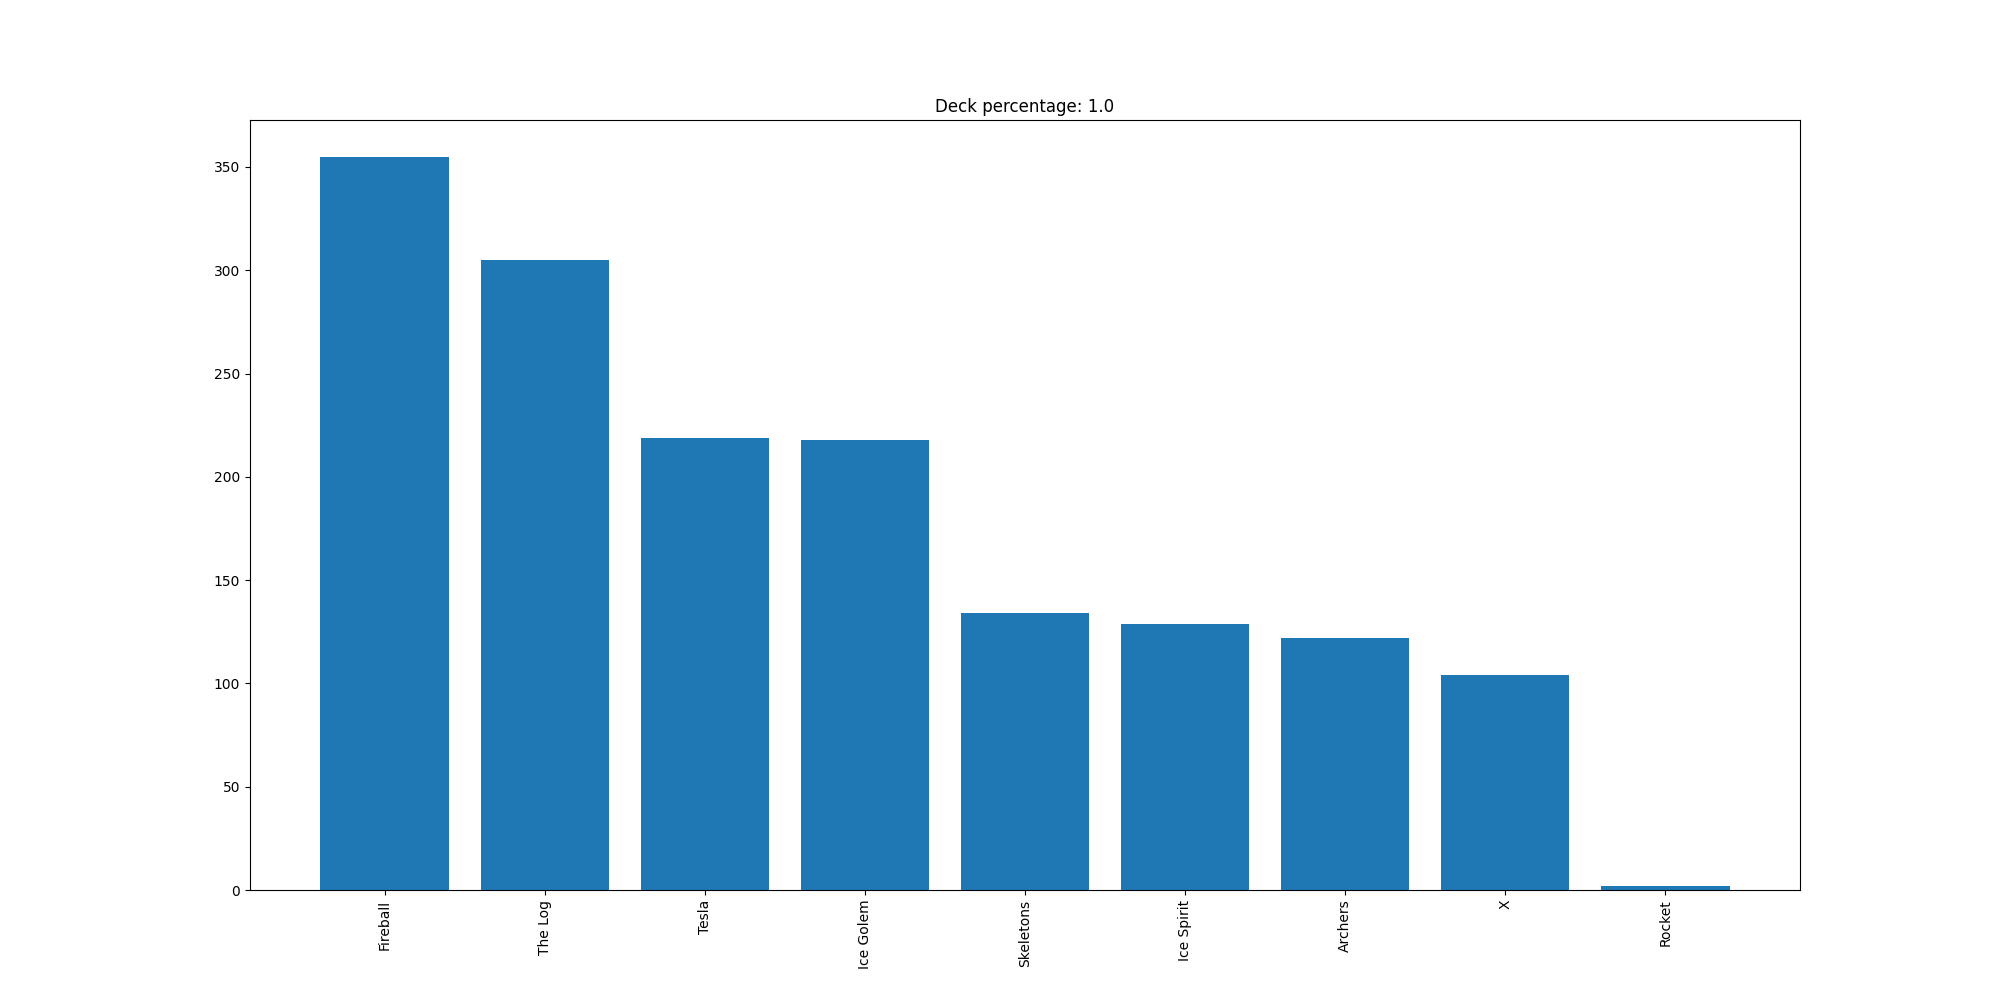 Deck percentage: 1.0
350
300
250
200
150
100
50
0
Fireball
The Log
Tesla
Ice Golem
Skeletons
Ice Spirit
Archers
X
Rocket